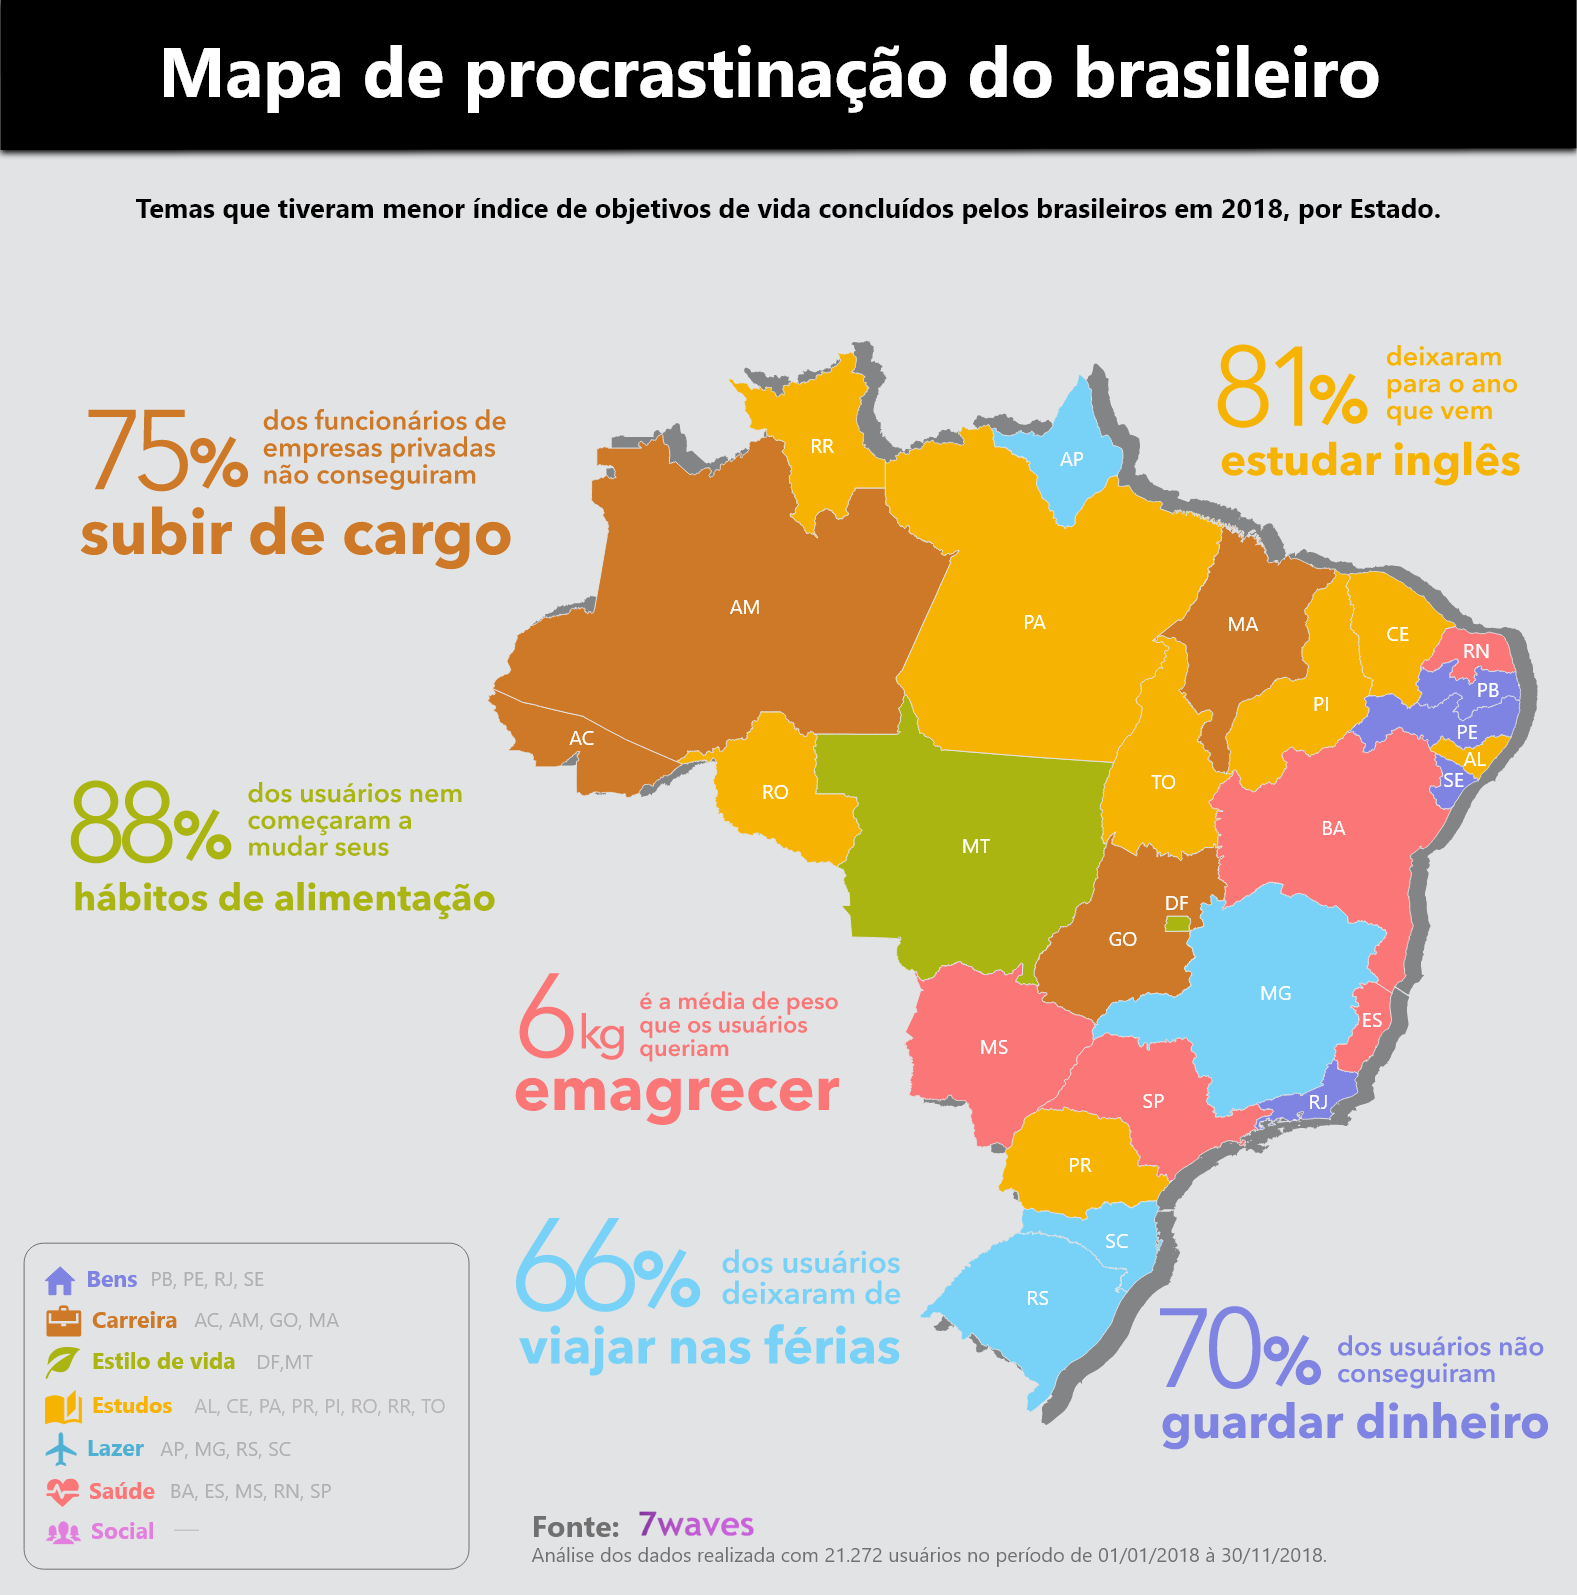 Mapa de procrastinação do brasileiro
Temas que tiveram menor índice de objetivos de vida concluídos pelos brasileiros em 2018, por Estado.
75%
dos funcionários de
empresas privadas
não conseguiram
subir de cargo
81%
deixaram
para o ano
que vem
estudar inglês
88%
dos usuários nem
começaram a
mudar seus
hábitos de alimentação
6kg
é a média de peso
que os usuários
queriam
emagrecer
66%
dos usuários
deixaram de
viajar nas férias
70%
dos usuários não
conseguiram
guardar dinheiro
RR
AP
AM
PA
MA
CE
RN
PB
PI
PE
AC
AL
SE
RO
TO
BA
MT
DF
GO
MG
ES
MS
SP
RJ
PR
SC
RS
Bens PB, PE, RJ, SE
Carreira AC, AM, GO, MA
Estilo de vida DF,MT
Estudos AL, CE, PA, PR, PI, RO, RR, TO
Lazer AP, MG, RS, SC
Saúde BA, ES, MS, RN, SP
Social —
Fonte: 7waves
Análise dos dados realizada com 21.272 usuários no período de 01/01/2018 à 30/11/2018.